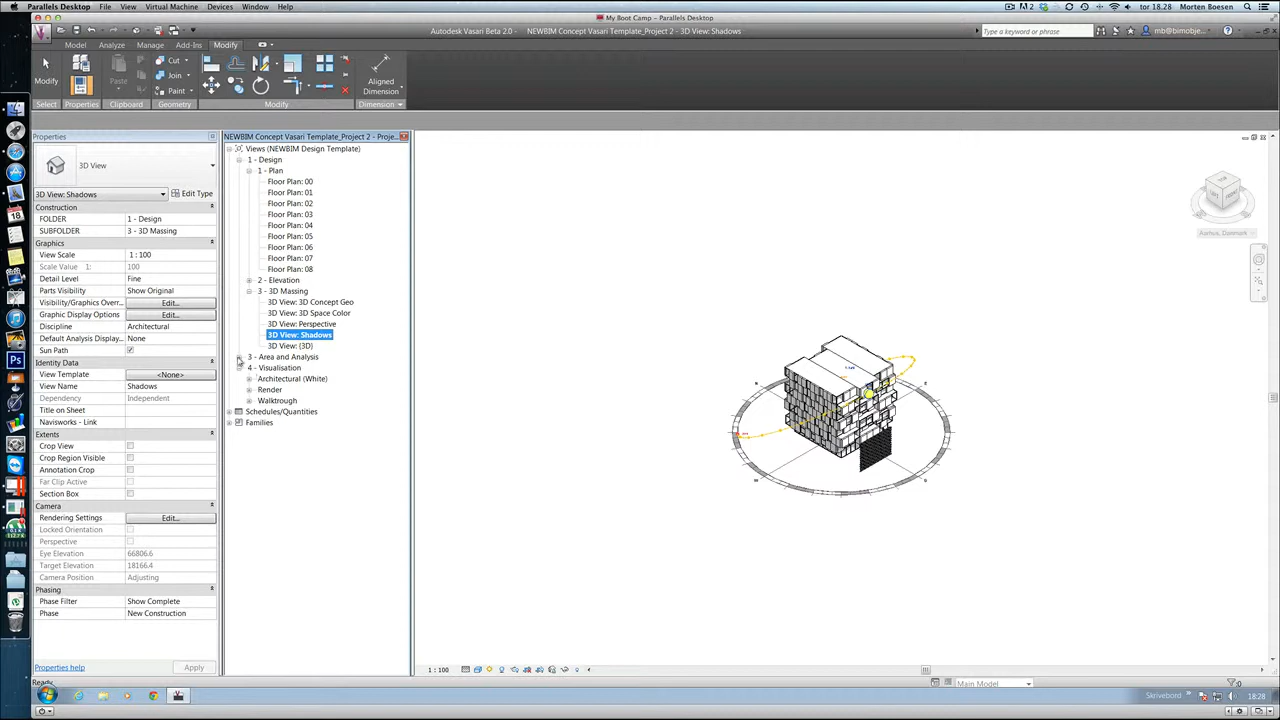 Parallels Desktop File View Virtual Machine Devices Window Help
2 tor 18.28 Morten Boesen
My Boot Camp - Parallels Desktop
Autodesk Vasari Beta 2.0 - NEWBIM Concept Vasari Template_Project 2 - 3D View: Shadows
Type a keyword or phrase
mb@bimobje...
Model Analyze Manage Add-Ins Modify
Modify
Paste
Cut
Join
Paint
Aligned
Dimension
Select Properties Clipboard Geometry Modify Dimension
Properties
3D View
3D View: Shadows
Edit Type
Construction
FOLDER 1 - Design
SUBFOLDER 3 - 3D Massing
Graphics
View Scale 1 : 100
Scale Value 1: 100
Detail Level Fine
Parts Visibility Show Original
Visibility/Graphics Overr... Edit...
Graphic Display Options Edit...
Discipline Architectural
Default Analysis Display... None
Sun Path
Identity Data
View Template <None>
View Name Shadows
Dependency Independent
Title on Sheet
Navisworks - Link
Extents
Crop View
Crop Region Visible
Annotation Crop
Far Clip Active
Section Box
Camera
Rendering Settings Edit...
Locked Orientation
Perspective
Eye Elevation 66806.6
Target Elevation 18166.4
Camera Position Adjusting
Phasing
Phase Filter Show Complete
Phase New Construction
Properties help
Apply
NEWBIM Concept Vasari Template_Project 2 - Proje...
Views (NEWBIM Design Template)
1 - Design
1 - Plan
Floor Plan: 00
Floor Plan: 01
Floor Plan: 02
Floor Plan: 03
Floor Plan: 04
Floor Plan: 05
Floor Plan: 06
Floor Plan: 07
Floor Plan: 08
2 - Elevation
3 - 3D Massing
3D View: 3D Concept Geo
3D View: 3D Space Color
3D View: Perspective
3D View: Shadows
3D View: {3D}
3 - Area and Analysis
4 - Visualisation
Architectural (White)
Render
Walkthrough
Schedules/Quantities
Families
Aarhus, Danmark
1 : 100
Main Model
:0
Ready
Skrivebord
18:28